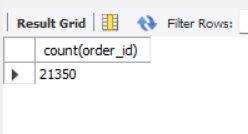 Result Grid Filter Rows:
count(order_id)
21350